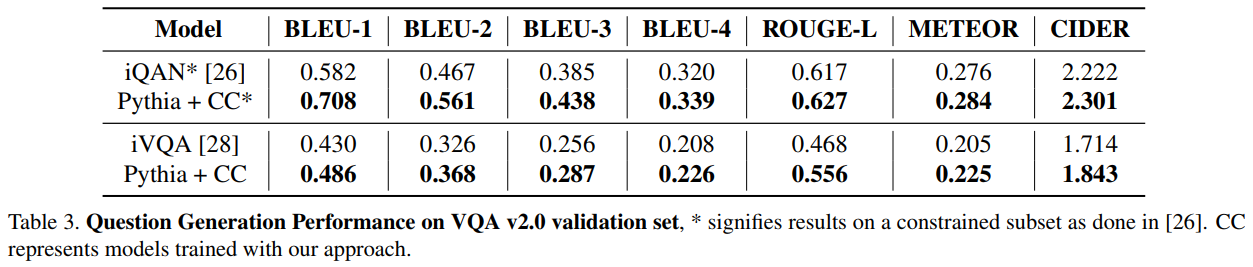 Model BLEU-1 BLEU-2 BLEU-3 BLEU-4 ROUGE-L METEOR CIDER
iQAN* [26] 0.582 0.467 0.385 0.320 0.617 0.276 2.222
Pythia + CC* 0.708 0.561 0.438 0.339 0.627 0.284 2.301
iVQA [28] 0.430 0.326 0.256 0.208 0.468 0.205 1.714
Pythia + CC 0.486 0.368 0.287 0.226 0.556 0.225 1.843
Table 3. Question Generation Performance on VQA v2.0 validation set, * signifies results on a constrained subset as done in [26]. CC
represents models trained with our approach.